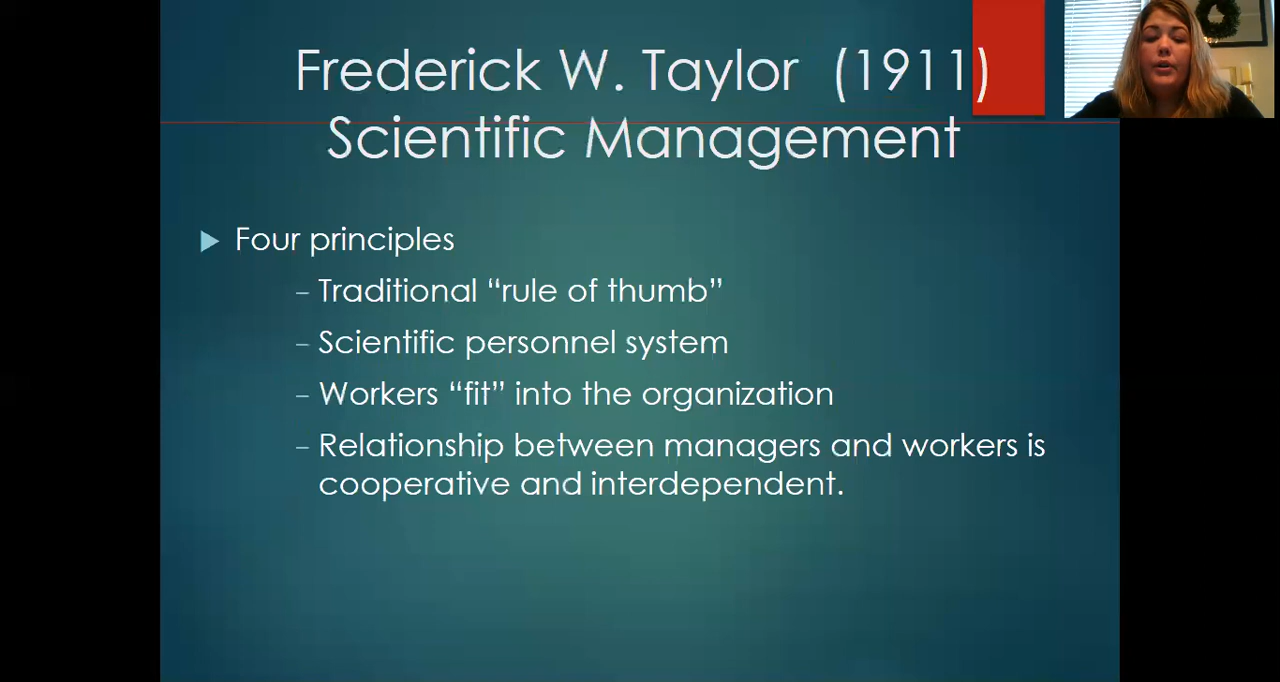 Frederick W. Taylor (1911)
Scientific Management
Four principles
– Traditional “rule of thumb”
– Scientific personnel system
– Workers “fit” into the organization
– Relationship between managers and workers is
cooperative and interdependent.